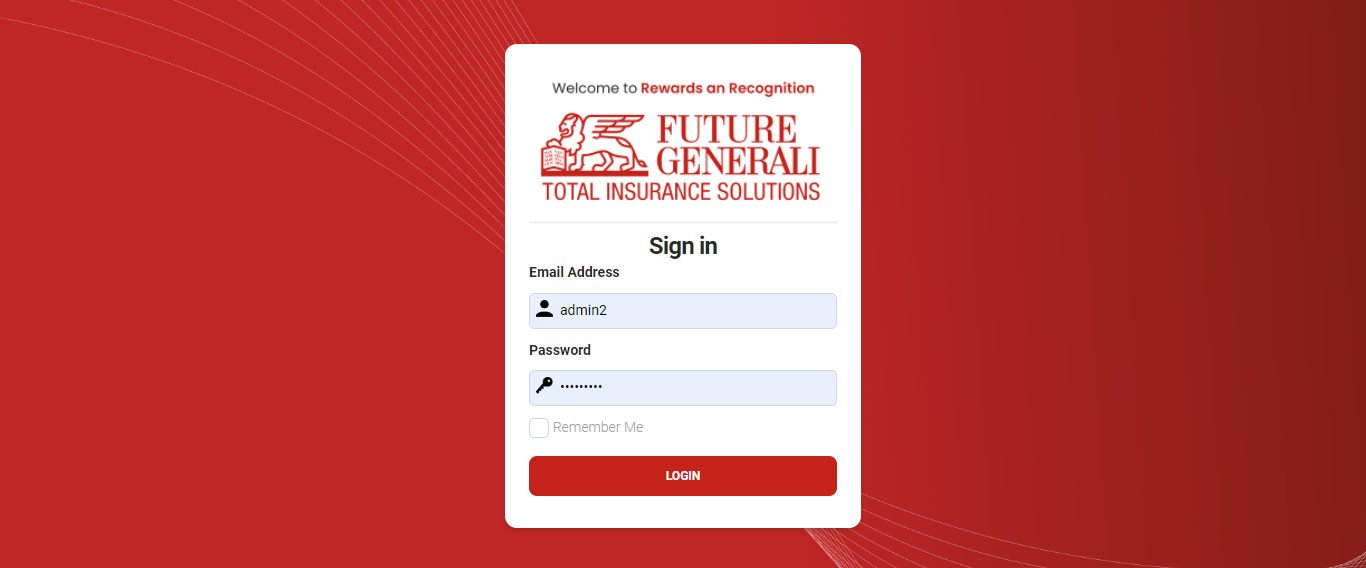 Welcome to Rewards an Recognition
FUTURE
GENERALI
TOTAL INSURANCE SOLUTIONS
Sign in
Email Address
admin2
Password
•••••••••
Remember Me
LOGIN